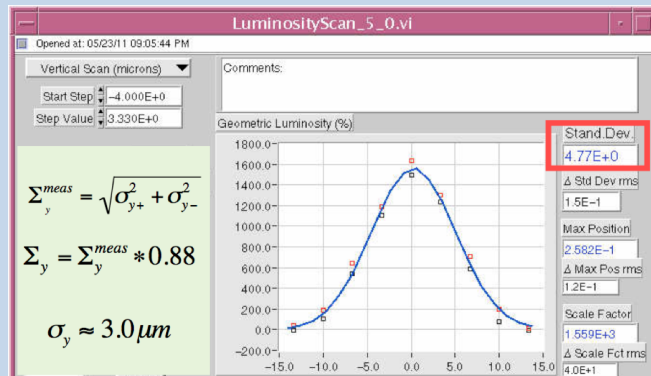 LuminosityScan_5_0.vi
Opened at: 05/23/11 09:05:44 PM
Vertical Scan (microns)
Start Step -4.000E+0
Step Value 3.330E+0
Comments:
Geometric Luminosity (%)
1800.0-
1600.0-
1400.0-
1200.0-
1000.0-
800.0-
600.0-
400.0-
200.0-
0.0-
-200.0-
-15.0 -10.0 -5.0 0.0 5.0 10.0 15.0
Σ_y^meas = √σ²_y+ + σ²_y-
Σ_y = Σ_y^meas * 0.88
σ_y ≈ 3.0 μm
Stand.Dev.
4.77E+0
Δ Std Dev rms
1.5E-1
Max Position
2.582E-1
Δ Max Pos rms
1.2E-1
Scale Factor
1.559E+3
Δ Scale Fct rms
4.0E+1